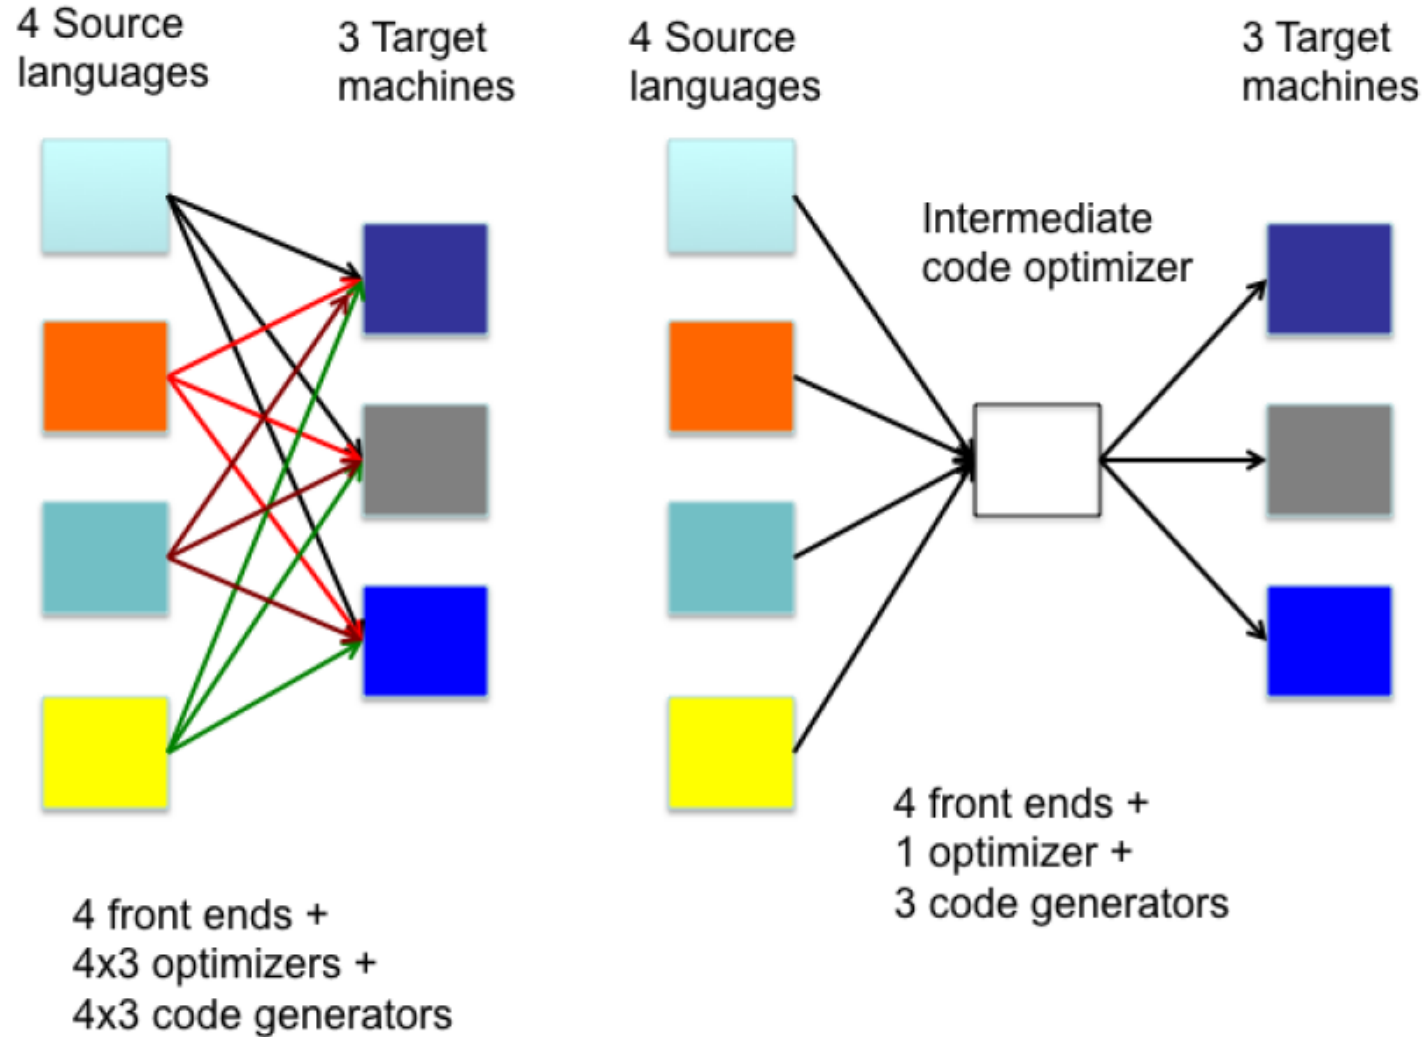 4 Source
languages
3 Target
machines
4 Source
languages
3 Target
machines
Intermediate
code optimizer
4 front ends +
4x3 optimizers +
4x3 code generators
4 front ends +
1 optimizer +
3 code generators